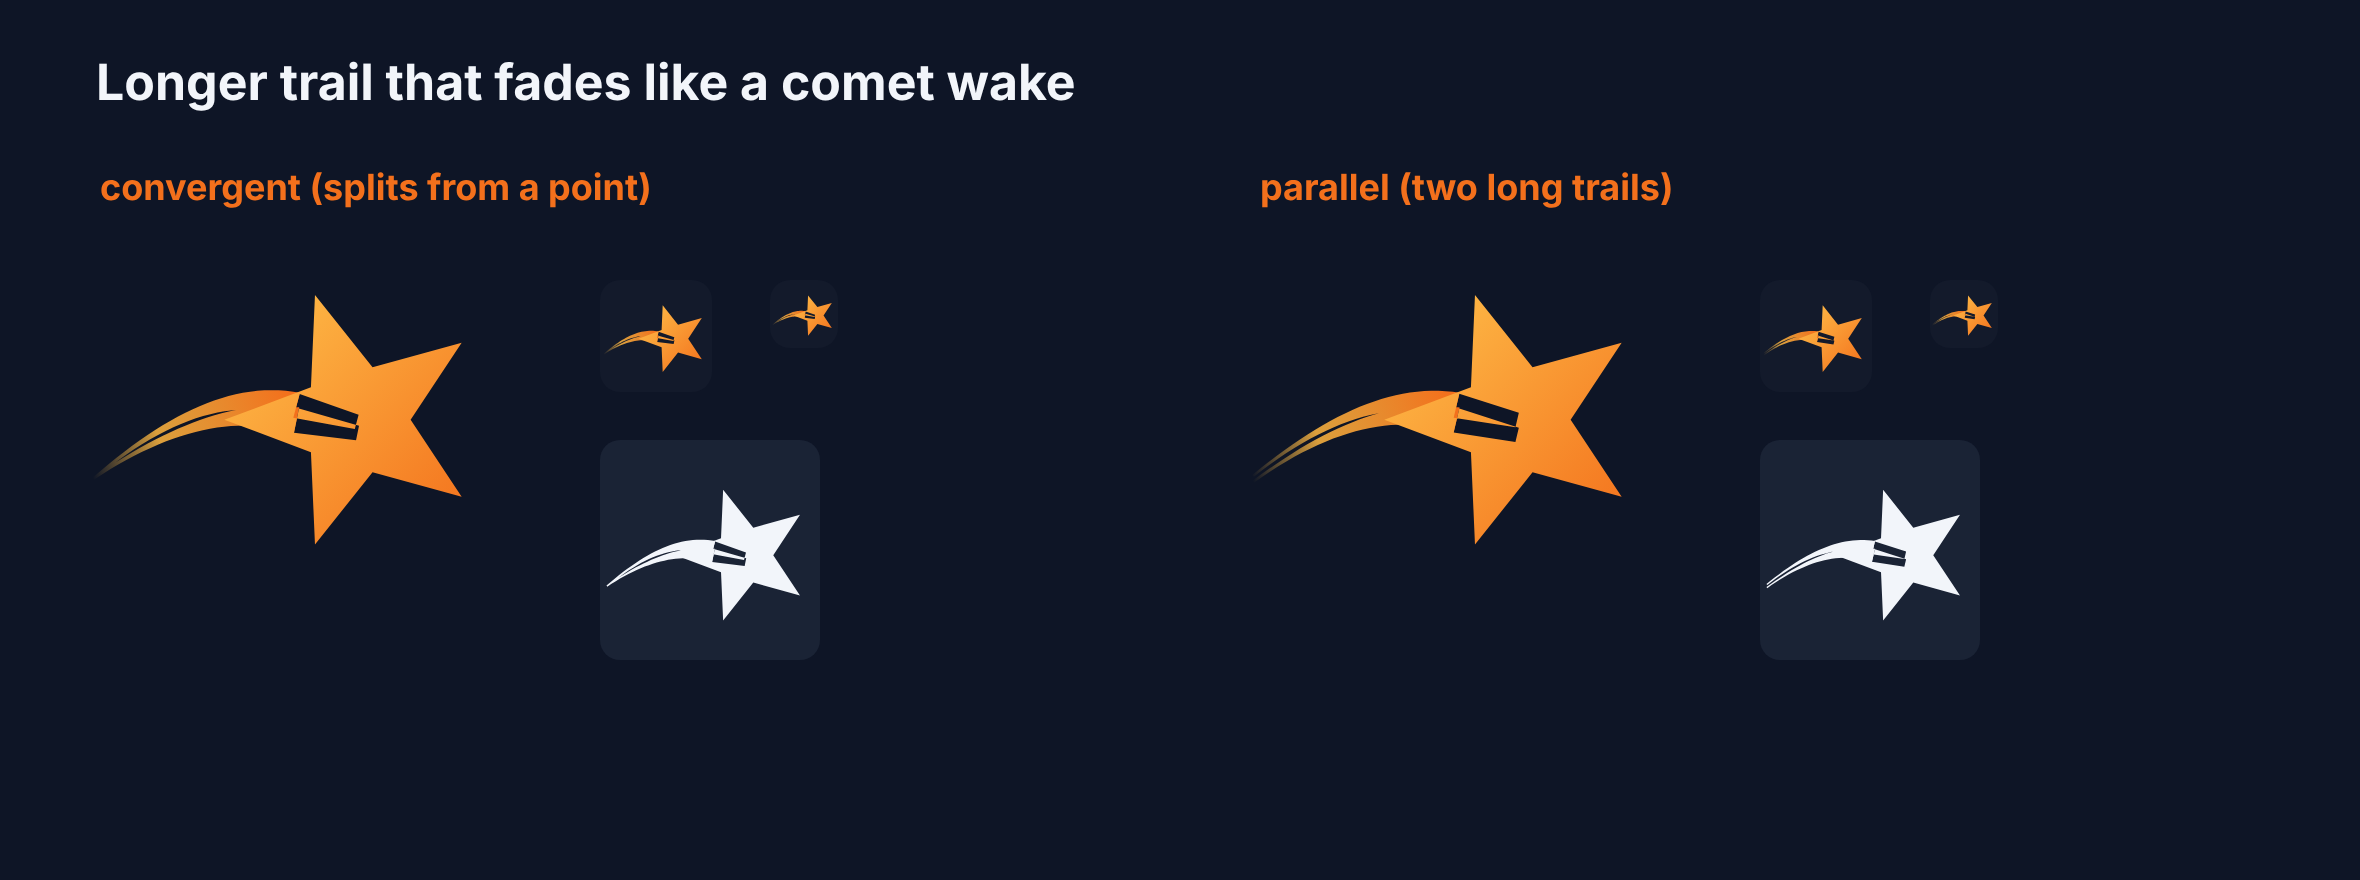 Longer trail that fades like a comet wake
convergent (splits from a point)
parallel (two long trails)